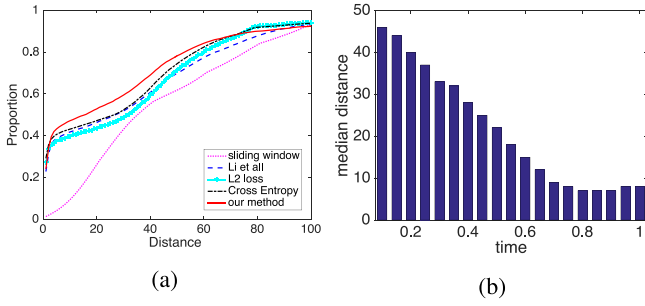 1
0.8
0.6
0.4
0.2
0
Proportion
0 20 40 60 80 100
Distance
sliding window
Li et all
L2 loss
Cross Entropy
our method
(a)
50
40
30
20
10
0
median distance
0.2 0.4 0.6 0.8 1
time
(b)